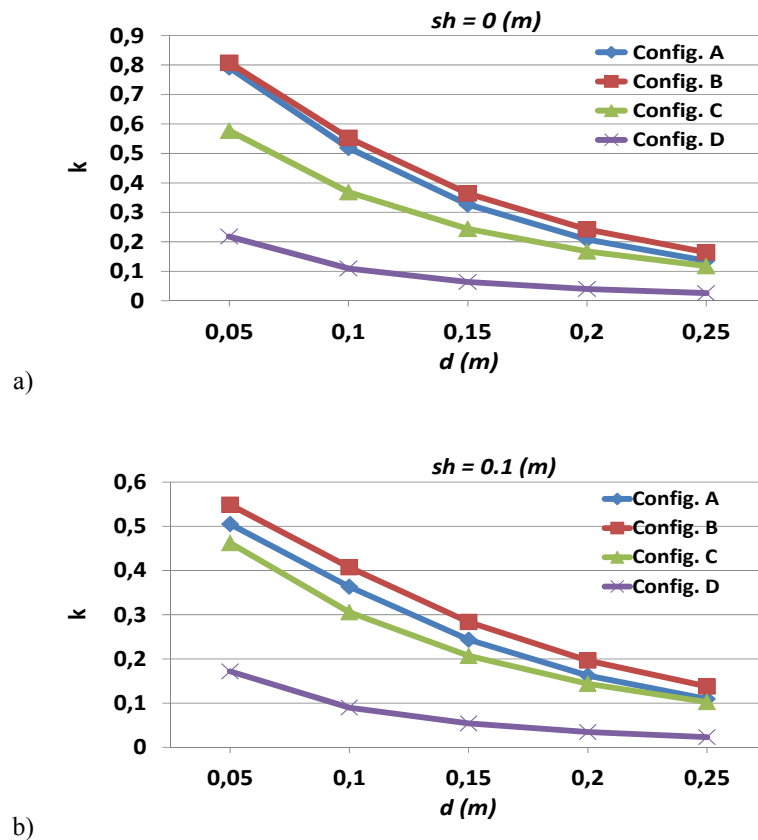 sh = 0 (m)
0,9
0,8
0,7
0,6
0,5
0,4
0,3
0,2
0,1
0
k
Config. A
Config. B
Config. C
Config. D
0,05 0,1 0,15 0,2 0,25
d (m)
a)
sh = 0.1 (m)
0,6
0,5
0,4
0,3
0,2
0,1
0
k
Config. A
Config. B
Config. C
Config. D
0,05 0,1 0,15 0,2 0,25
d (m)
b)